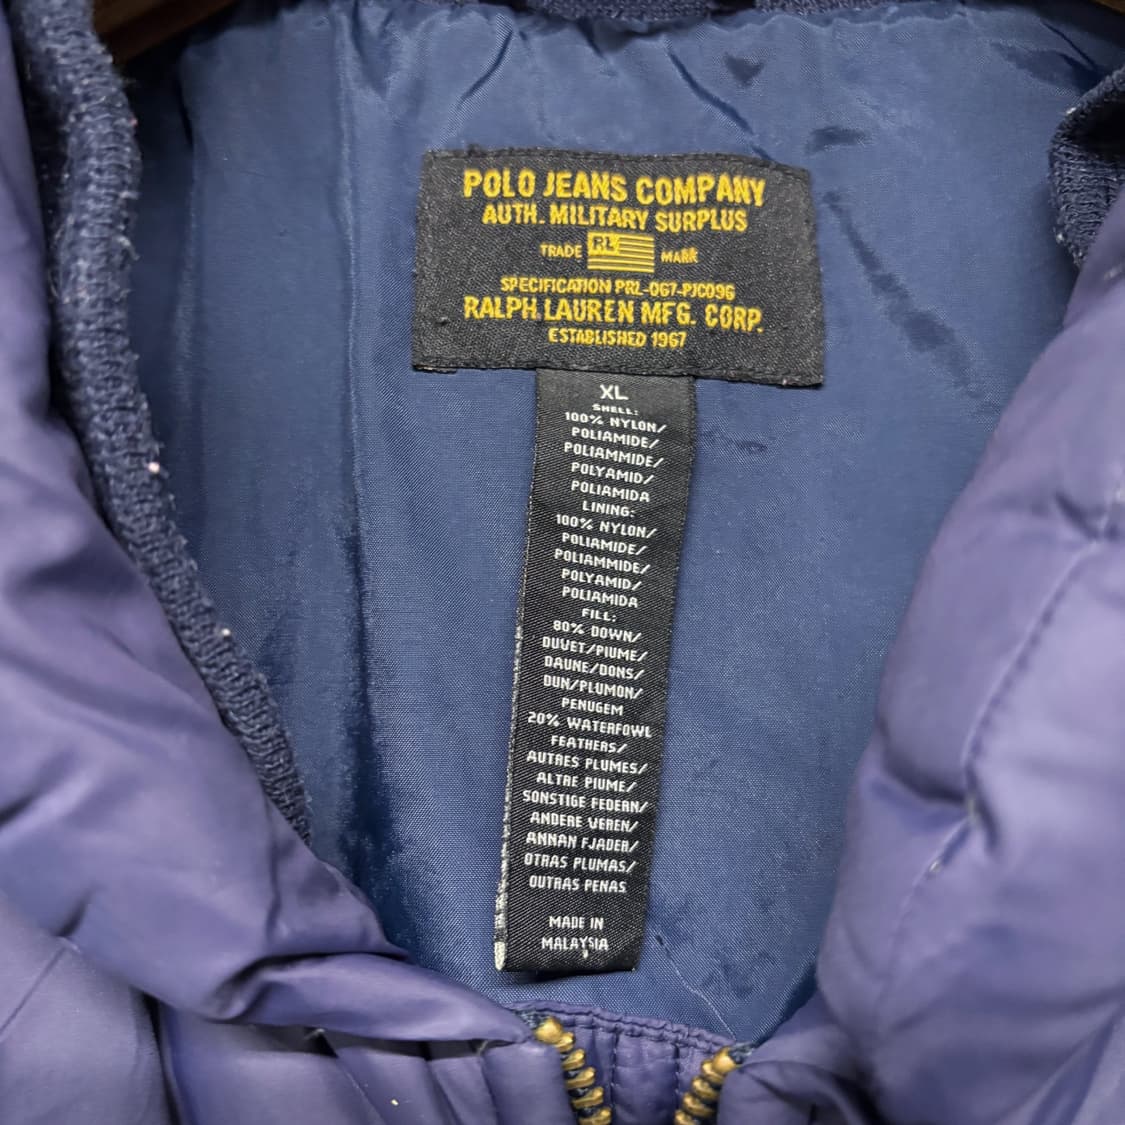 POLO JEANS COMPANY
AUTH. MILITARY SURPLUS
TRADE RL MARK
SPECIFICATION PRL-067-PJC096
RALPH LAUREN MFG. CORP.
ESTABLISHED 1967
XL
SHELL:
100% NYLON/
POLIAMIDE/
POLIAMMIDE/
POLYAMID/
POLIAMIDA
LINING:
100% NYLON/
POLIAMIDE/
POLIAMMIDE/
POLYAMID/
POLIAMIDA
FILL:
80% DOWN/
DUVET/PIUME/
DAUNE/DONS/
DUN/PLUMON/
PENUGEM
20% WATERFOWL
FEATHERS/
AUTRES PLUMES/
ALTRE PIUME/
SONSTIGE FEDERN/
ANDERE VEREN/
ANNAN FJADER/
OTRAS PLUMAS/
OUTRAS PENAS
MADE IN
MALAYSIA